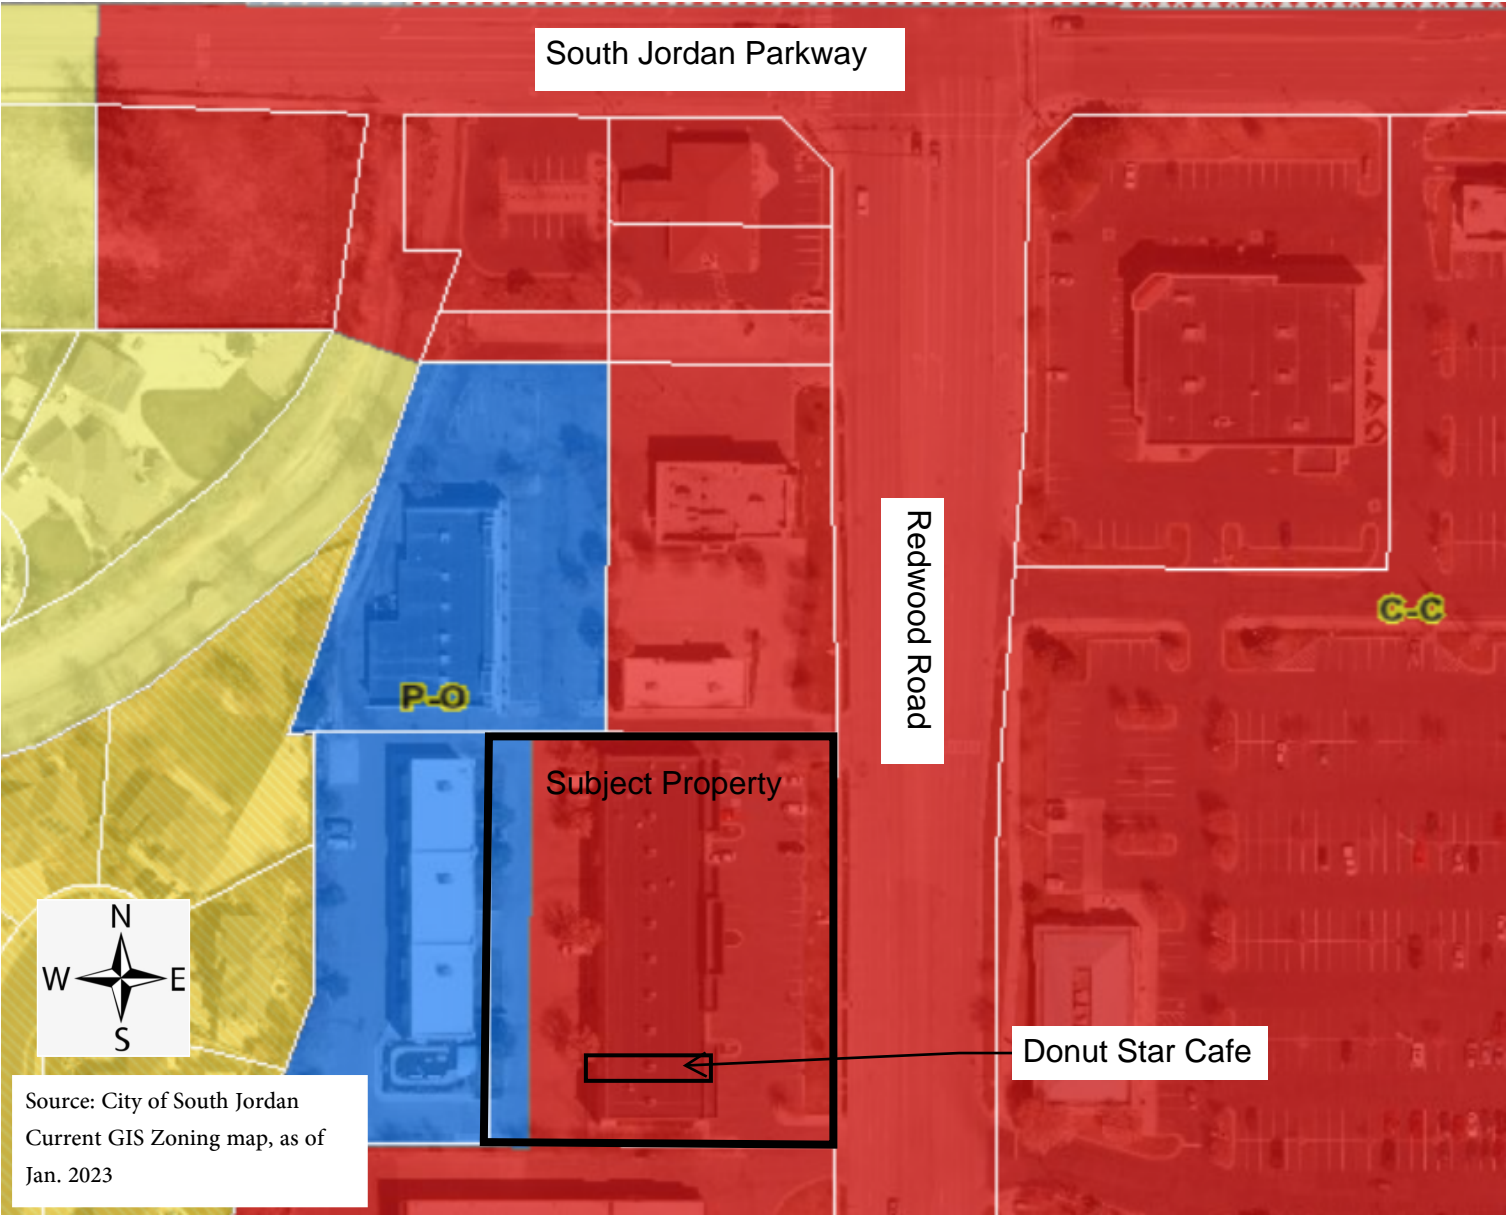 South Jordan Parkway
Redwood Road
C-C
P-O
Subject Property
N
W E
S
Donut Star Cafe
Source: City of South Jordan
Current GIS Zoning map, as of
Jan. 2023